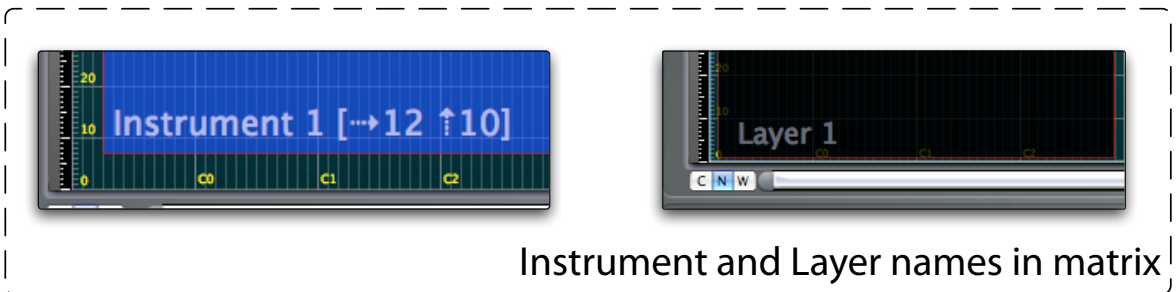 20
Instrument 1 [⇢12 ⇡10]
10
0 C0 C1 C2
20
10
Layer 1
0 C0 C1 C2
C N W
Instrument and Layer names in matrix